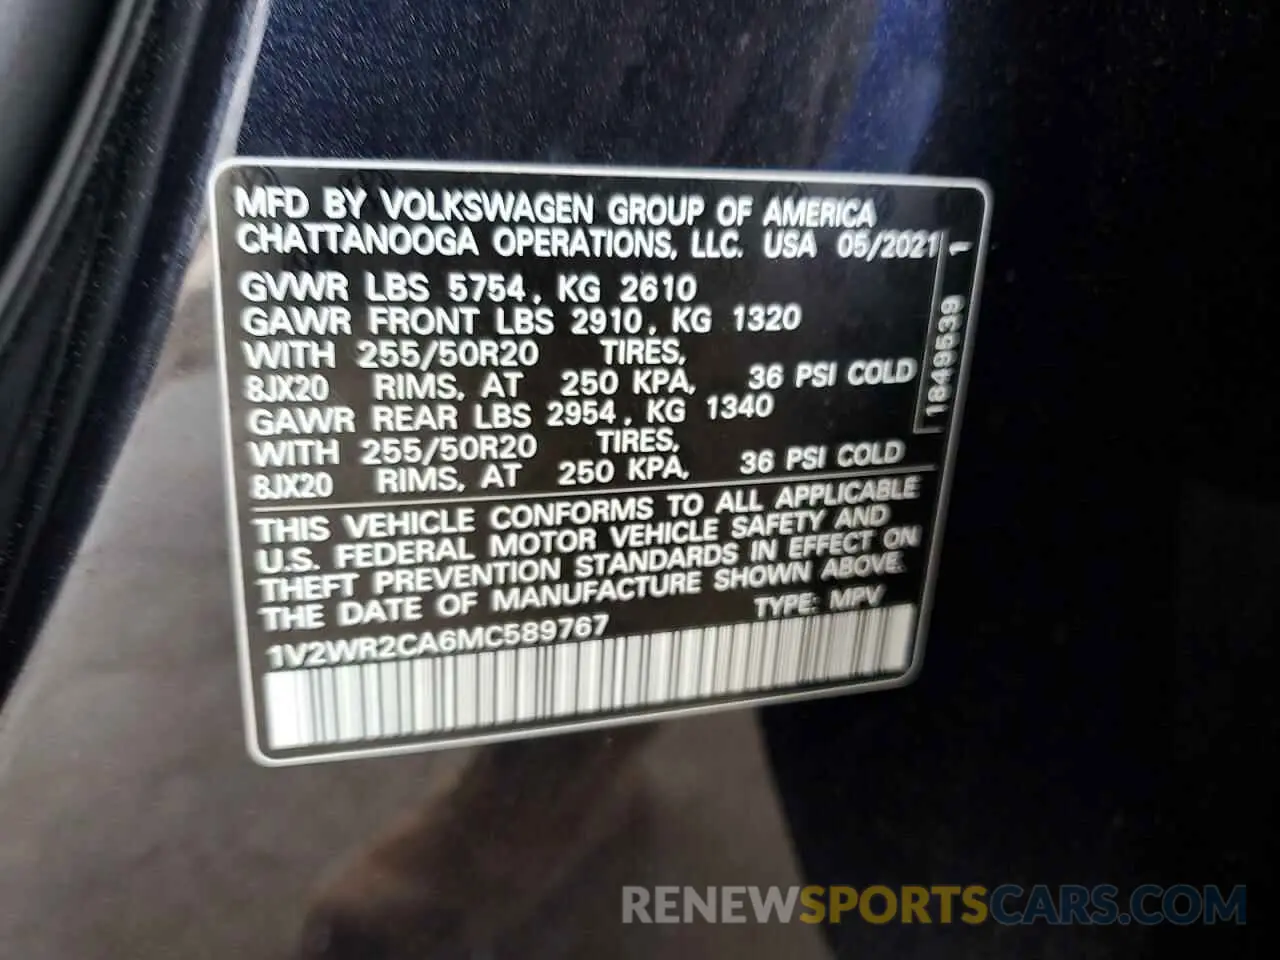 MFD BY VOLKSWAGEN GROUP OF AMERICA
CHATTANOOGA OPERATIONS, LLC. USA 05/2021
GVWR LBS 5754, KG 2610
GAWR FRONT LBS 2910, KG 1320
WITH 255/50R20 TIRES,
8JX20 RIMS, AT 250 KPA, 36 PSI COLD
GAWR REAR LBS 2954, KG 1340
WITH 255/50R20 TIRES,
8JX20 RIMS, AT 250 KPA, 36 PSI COLD
THIS VEHICLE CONFORMS TO ALL APPLICABLE
U.S. FEDERAL MOTOR VEHICLE SAFETY AND
THEFT PREVENTION STANDARDS IN EFFECT ON
THE DATE OF MANUFACTURE SHOWN ABOVE.
TYPE: MPV
1V2WR2CA6MC589767
1849539 1
RENEWSPORTSCARS.COM